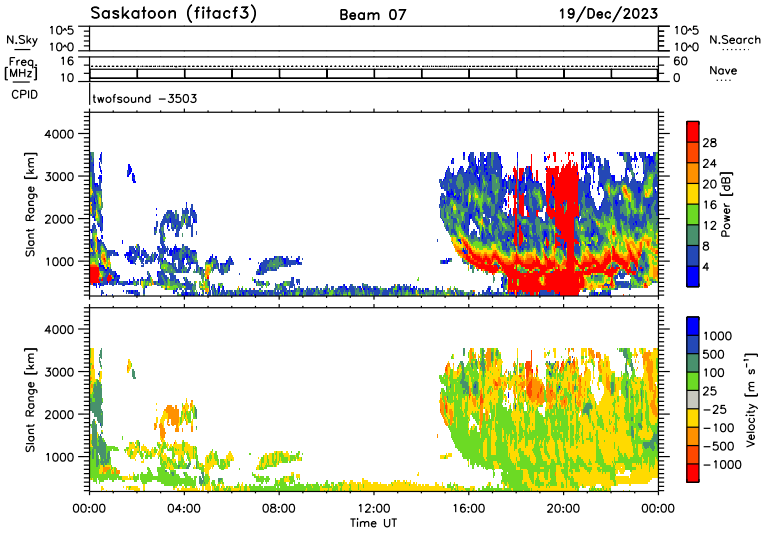 Saskatoon (fitacf3) Beam 07 19/Dec/2023
N.Sky 10^5 10^0 10^5 10^0 N.Search
Freq. [MHz] 16 10 60 0 Nave
CPID twofsound -3503
Slant Range [km] 4000 3000 2000 1000
28 24 20 16 12 8 4 Power [dB]
Slant Range [km] 4000 3000 2000 1000
1000 500 100 25 -25 -100 -500 -1000 Velocity [m s⁻¹]
00:00 04:00 08:00 12:00 16:00 20:00 00:00
Time UT